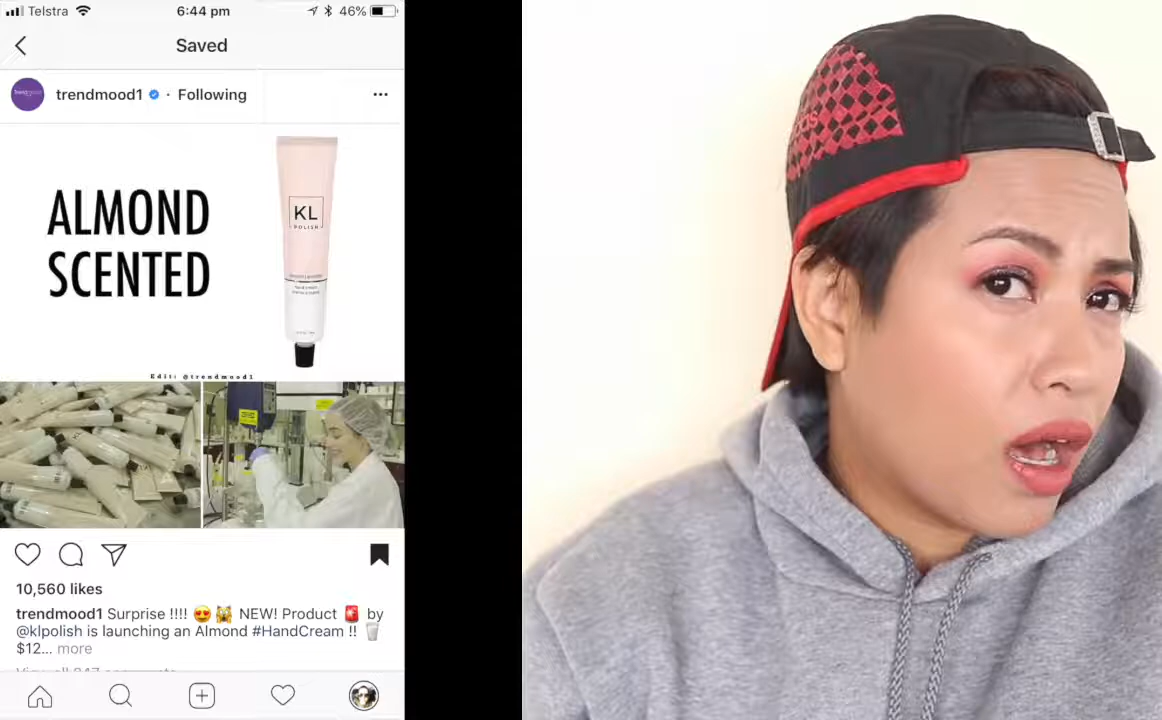 Telstra
6:44 pm
46%
Saved
trendmood1 · Following
ALMOND
SCENTED
KL
POLISH
Edit: @trendmood1
10,560 likes
trendmood1 Surprise !!!! 😍🙀 NEW! Product 🚨 by
@klpolish is launching an Almond #HandCream !! 🥛
$12... more